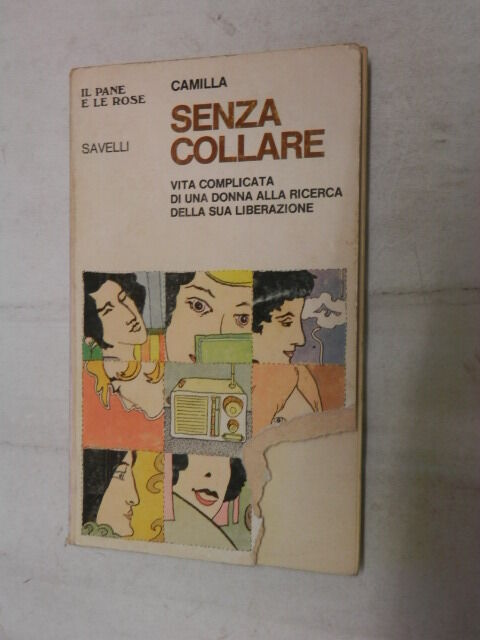 IL PANE
E LE ROSE
SAVELLI
CAMILLA
SENZA
COLLARE
VITA COMPLICATA
DI UNA DONNA ALLA RICERCA
DELLA SUA LIBERAZIONE